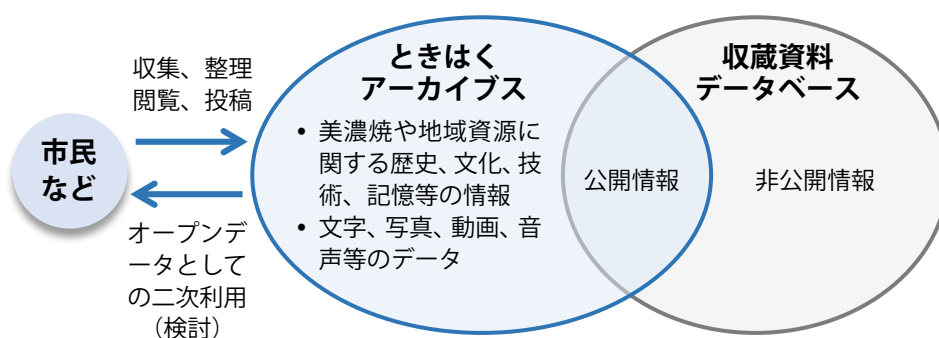 収集、整理
閲覧、投稿
市民
など
オープンデ
ータとして
の二次利用
（検討）
ときはく
アーカイブス
• 美濃焼や地域資源に
関する歴史、文化、技
術、記憶等の情報
• 文字、写真、動画、音
声等のデータ
公開情報
収蔵資料
データベース
非公開情報